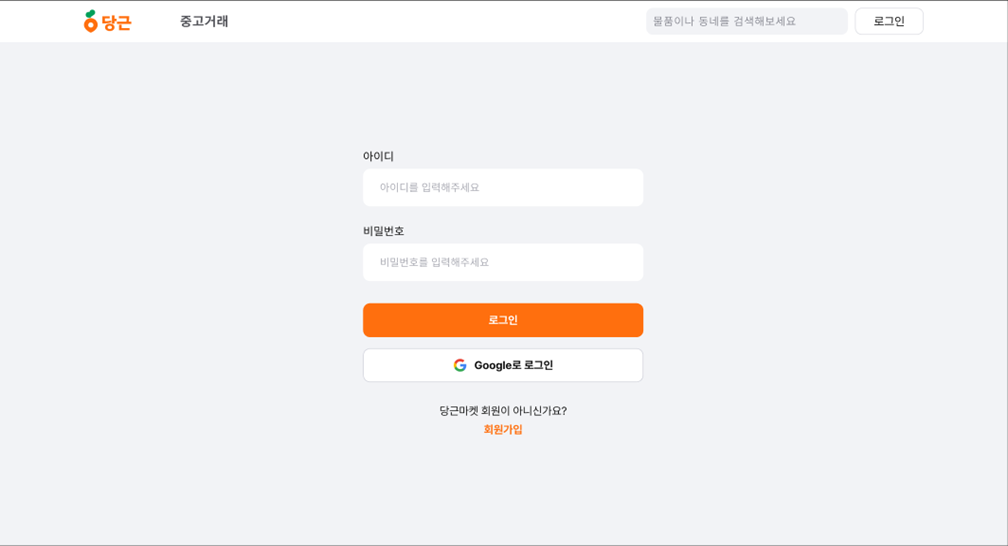 당근
중고거래
물품이나 동네를 검색해보세요
로그인
아이디
아이디를 입력해주세요
비밀번호
비밀번호를 입력해주세요
로그인
Google로 로그인
당근마켓 회원이 아니신가요?
회원가입